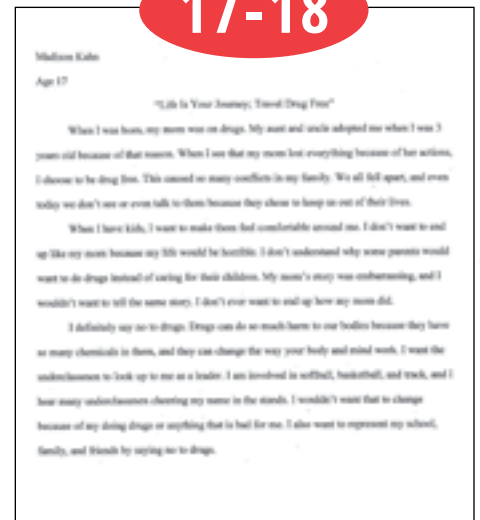 17-18
Madison Kahn
Age 17
"Life Is Your Journey; Travel Drug Free"
When I was born, my mom was on drugs. My aunt and uncle adopted me when I was 3
years old because of that reason. When I see that my mom lost everything because of her actions,
I choose to be drug free. This caused so many conflicts in my family. We all fell apart, and even
today we don't see or even talk to them because they chose to keep us out of their lives.
When I have kids, I want to make them feel comfortable around me. I don't want to end
up like my mom because my life would be horrible. I don't understand why some parents would
want to do drugs instead of caring for their children. My mom's story was embarrassing, and I
wouldn't want to tell the same story. I don't ever want to end up how my mom did.
I definitely say no to drugs. Drugs can do so much harm to our bodies because they have
so many chemicals in them, and they can change the way your body and mind work. I want the
underclassmen to look up to me as a leader. I am involved in softball, basketball, and track, and I
hear many underclassmen cheering my name in the stands. I wouldn't want that to change
because of my doing drugs or anything that is bad for me. I also want to represent my school,
family, and friends by saying no to drugs.